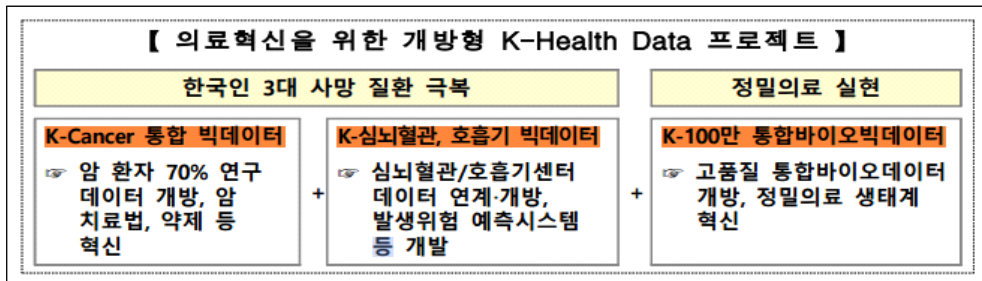 【 의료혁신을 위한 개방형 K-Health Data 프로젝트 】
한국인 3대 사망 질환 극복
정밀의료 실현
K-Cancer 통합 빅데이터
☞ 암 환자 70% 연구
데이터 개방, 암
치료법, 약제 등
혁신
+
K-심뇌혈관, 호흡기 빅데이터
☞ 심뇌혈관/호흡기센터
데이터 연계·개방,
발생위험 예측시스템
등 개발
+
K-100만 통합바이오빅데이터
☞ 고품질 통합바이오데이터
개방, 정밀의료 생태계
혁신